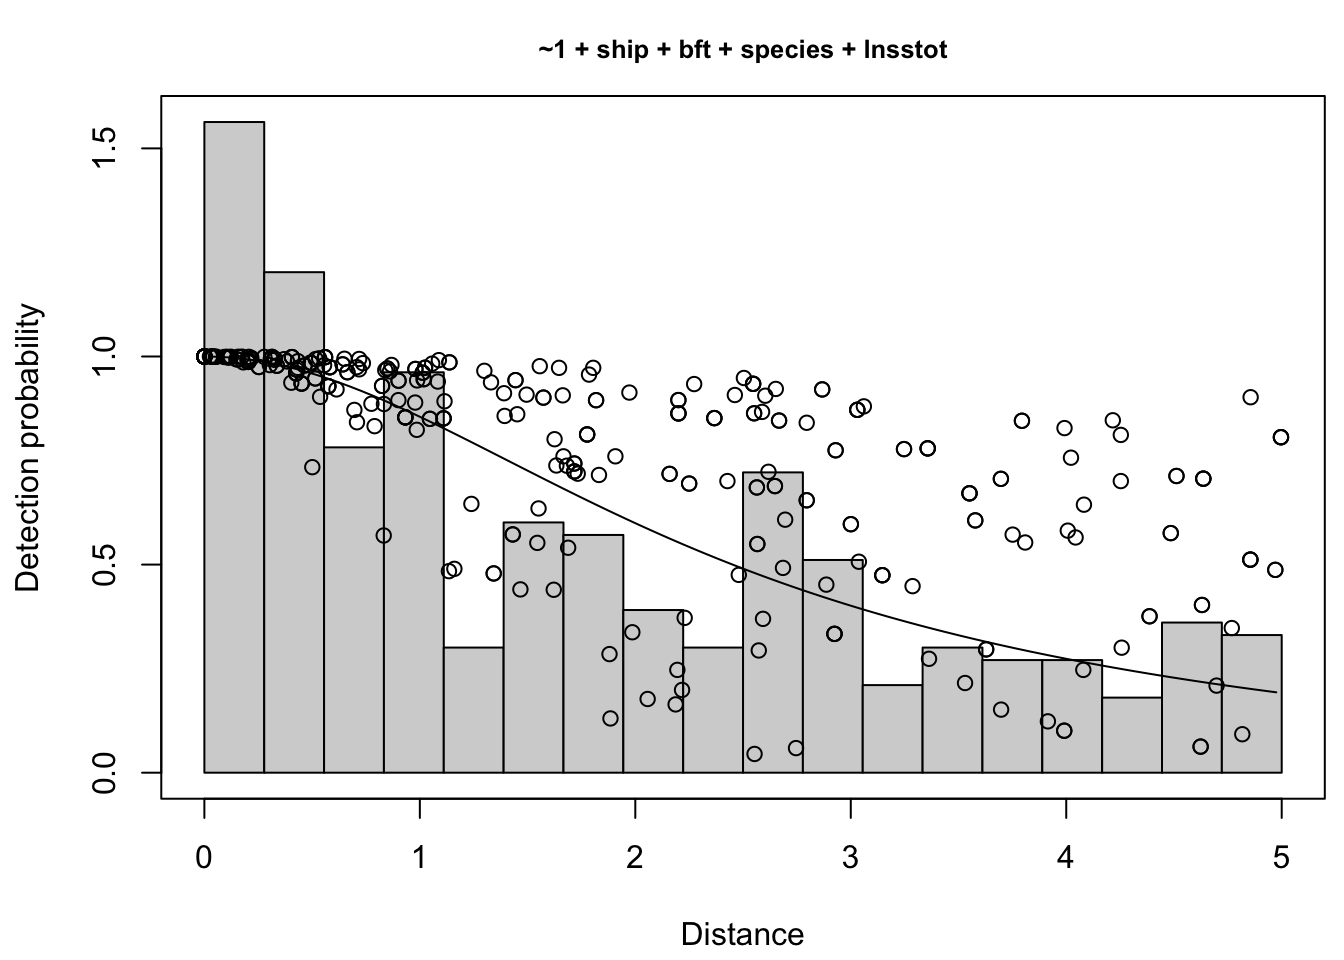 ~1 + ship + bft + species + lnsstot
Detection probability
1.5
1.0
0.5
0.0
0 1 2 3 4 5
Distance